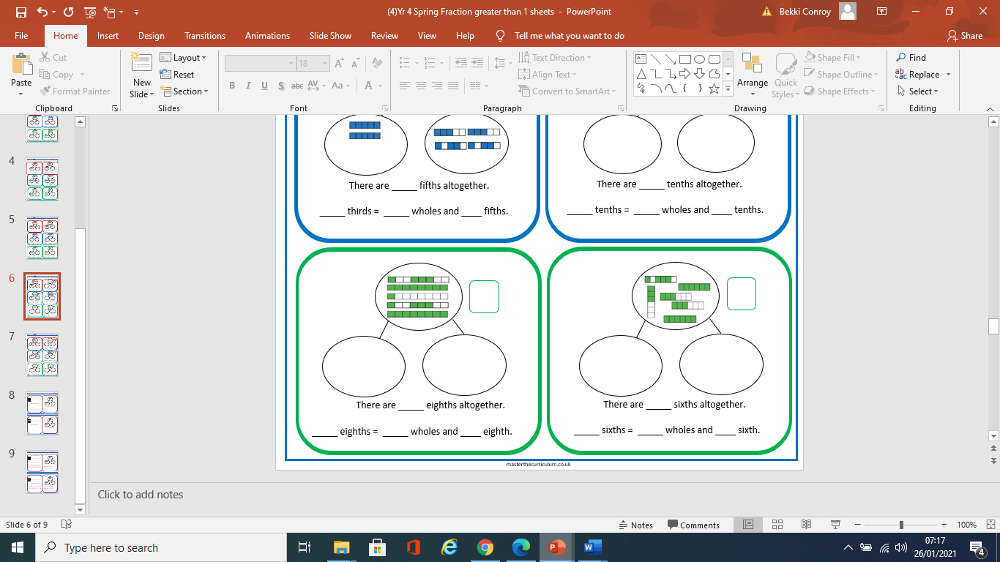 (4)Yr 4 Spring Fraction greater than 1 sheets - PowerPoint
Bekki Conroy
File Home Insert Design Transitions Animations Slide Show Review View Help Tell me what you want to do Share
Cut
Copy
Format Painter
Paste
Clipboard
New Slide
Layout
Reset
Section
Slides
18
B I U S abc AV Aa A
Font
Text Direction
Align Text
Convert to SmartArt
Paragraph
Arrange
Quick Styles
Shape Fill
Shape Outline
Shape Effects
Drawing
Find
Replace
Select
Editing
4
5
6
7
8
9
There are _____ fifths altogether.
_____ thirds = _____ wholes and ____ fifths.
There are _____ tenths altogether.
_____ tenths = _____ wholes and ____ tenths.
There are _____ eighths altogether.
_____ eighths = _____ wholes and ____ eighth.
There are _____ sixths altogether.
_____ sixths = _____ wholes and ____ sixth.
masterthecurriculum.co.uk
Click to add notes
Slide 6 of 9
Notes
Comments
100%
Type here to search
07:17
26/01/2021
4